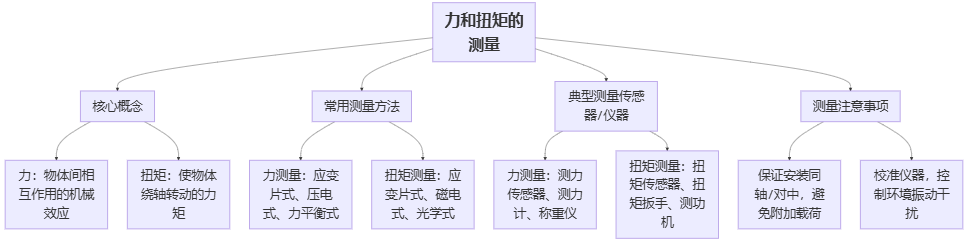 力和扭矩的
测量
核心概念
常用测量方法
典型测量传感
器/仪器
测量注意事项
力：物体间相
互作用的机械
效应
扭矩：使物体
绕轴转动的力
矩
力测量：应变
片式、压电
式、力平衡式
扭矩测量：应
变片式、磁电
式、光学式
力测量：测力
传感器、测力
计、称重仪
扭矩测量：扭
矩传感器、扭
矩扳手、测功
机
保证安装同
轴/对中，避
免附加载荷
校准仪器，控
制环境振动干
扰